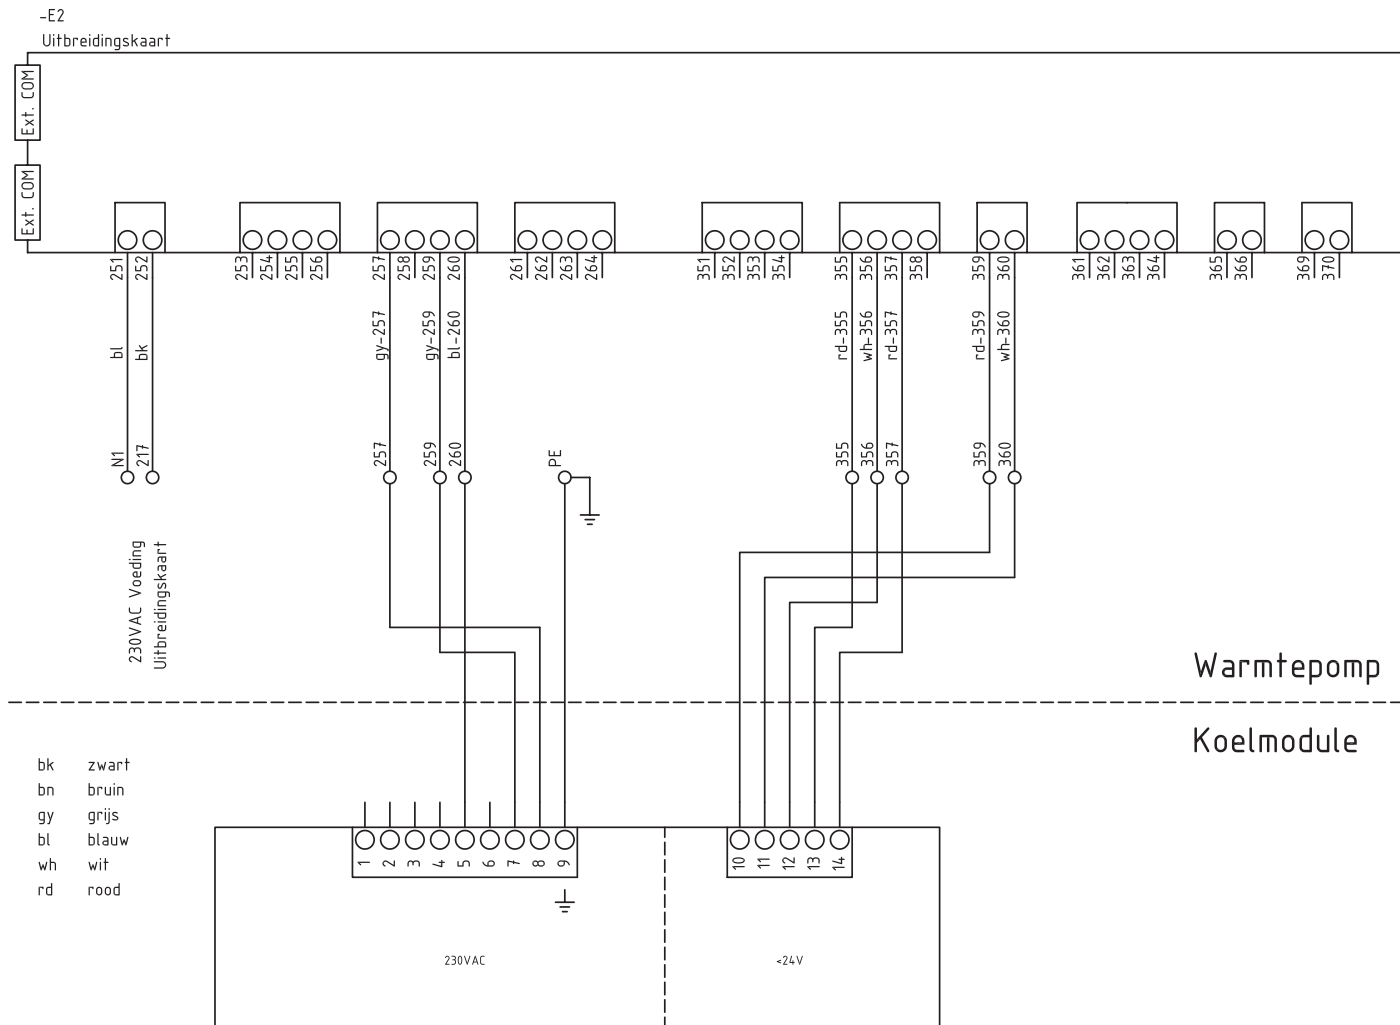 -E2
Uitbreidingskaart
Ext. COM
Ext. COM
251 252 253 254 255 256 257 258 259 260 261 262 263 264 351 352 353 354 355 356 357 358 359 360 361 362 363 364 365 366 369 370
bl bk gy-257 gy-259 bl-260 rd-355 wh-356 rd-357 rd-359 wh-360
N1 217 257 259 260 PE 355 356 357 359 360
230VAC Voeding
Uitbreidingskaart
Warmtepomp
Koelmodule
bk zwart
bn bruin
gy grijs
bl blauw
wh wit
rd rood
1 2 3 4 5 6 7 8 9 10 11 12 13 14
230VAC <24V